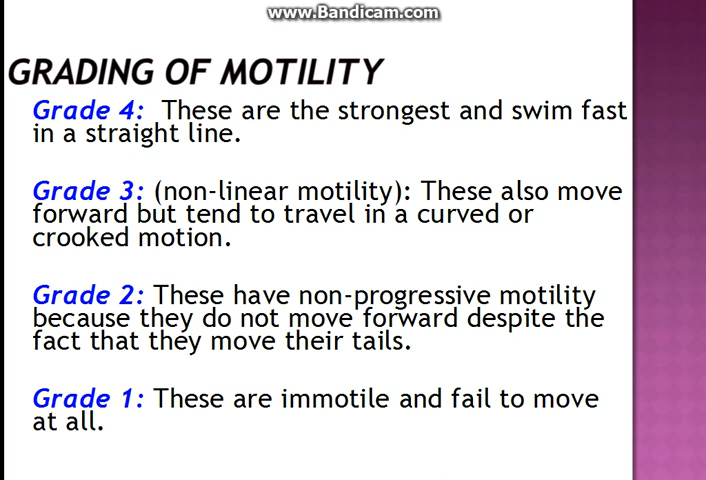 www.Bandicam.com
GRADING OF MOTILITY
Grade 4: These are the strongest and swim fast
in a straight line.
Grade 3: (non-linear motility): These also move
forward but tend to travel in a curved or
crooked motion.
Grade 2: These have non-progressive motility
because they do not move forward despite the
fact that they move their tails.
Grade 1: These are immotile and fail to move
at all.